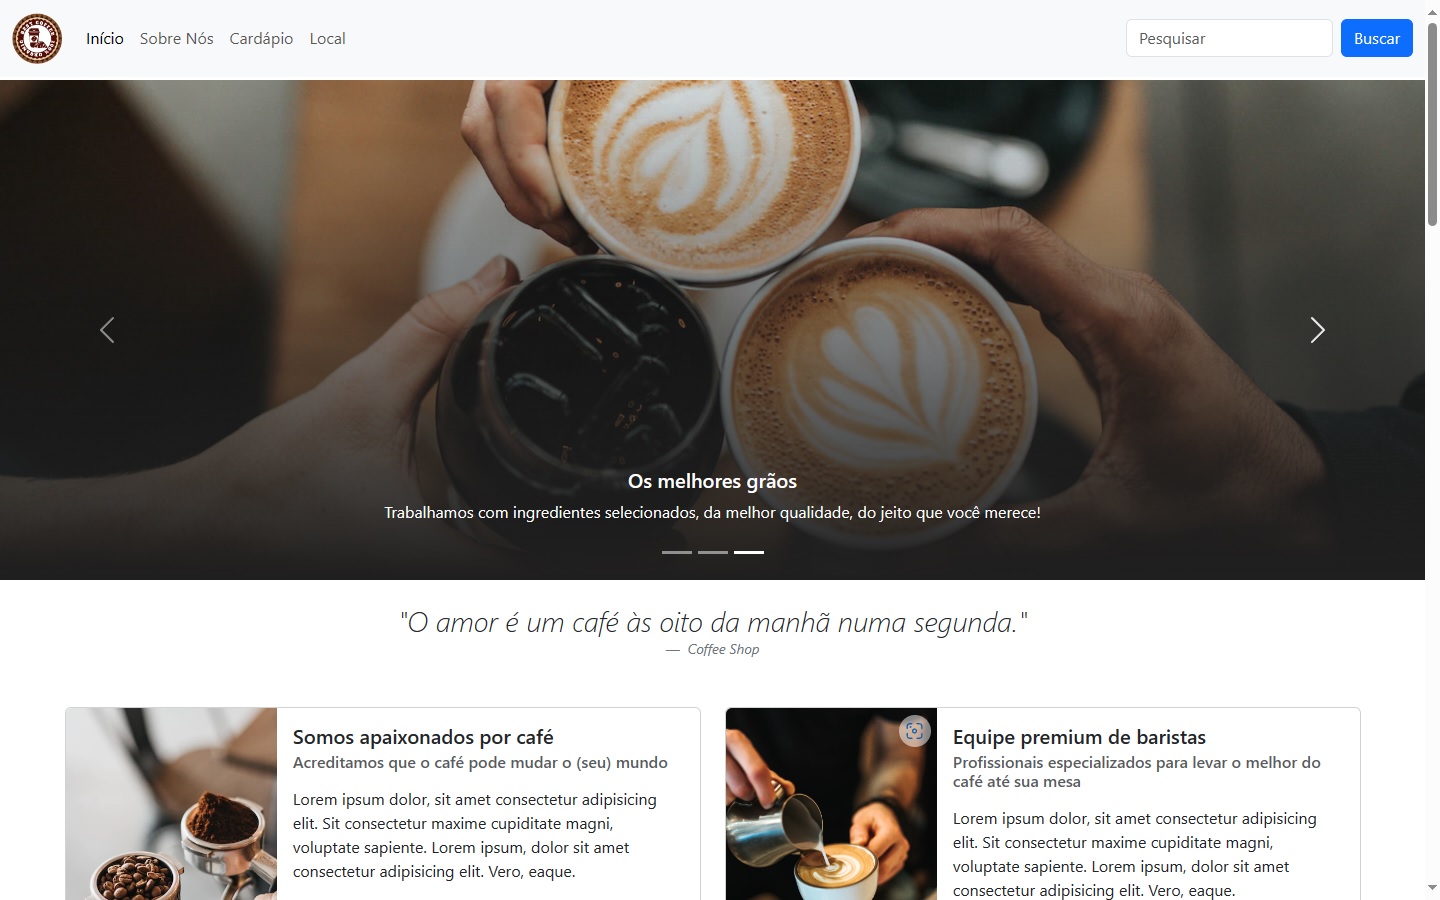 Início Sobre Nós Cardápio Local Pesquisar Buscar
Os melhores grãos
Trabalhamos com ingredientes selecionados, da melhor qualidade, do jeito que você merece!
"O amor é um café às oito da manhã numa segunda."
— Coffee Shop
Somos apaixonados por café
Acreditamos que o café pode mudar o (seu) mundo
Lorem ipsum dolor, sit amet consectetur adipisicing
elit. Sit consectetur maxime cupiditate magni,
voluptate sapiente. Lorem ipsum, dolor sit amet
consectetur adipisicing elit. Vero, eaque.
Equipe premium de baristas
Profissionais especializados para levar o melhor do
café até sua mesa
Lorem ipsum dolor, sit amet consectetur adipisicing
elit. Sit consectetur maxime cupiditate magni,
voluptate sapiente. Lorem ipsum, dolor sit amet
consectetur adipisicing elit. Vero, eaque.